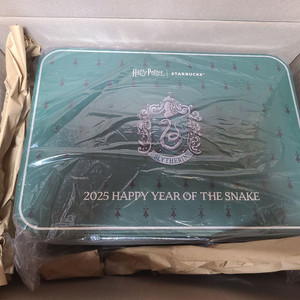 Harry Potter | STARBUCKS
SLYTHERIN
2025 HAPPY YEAR OF THE SNAKE